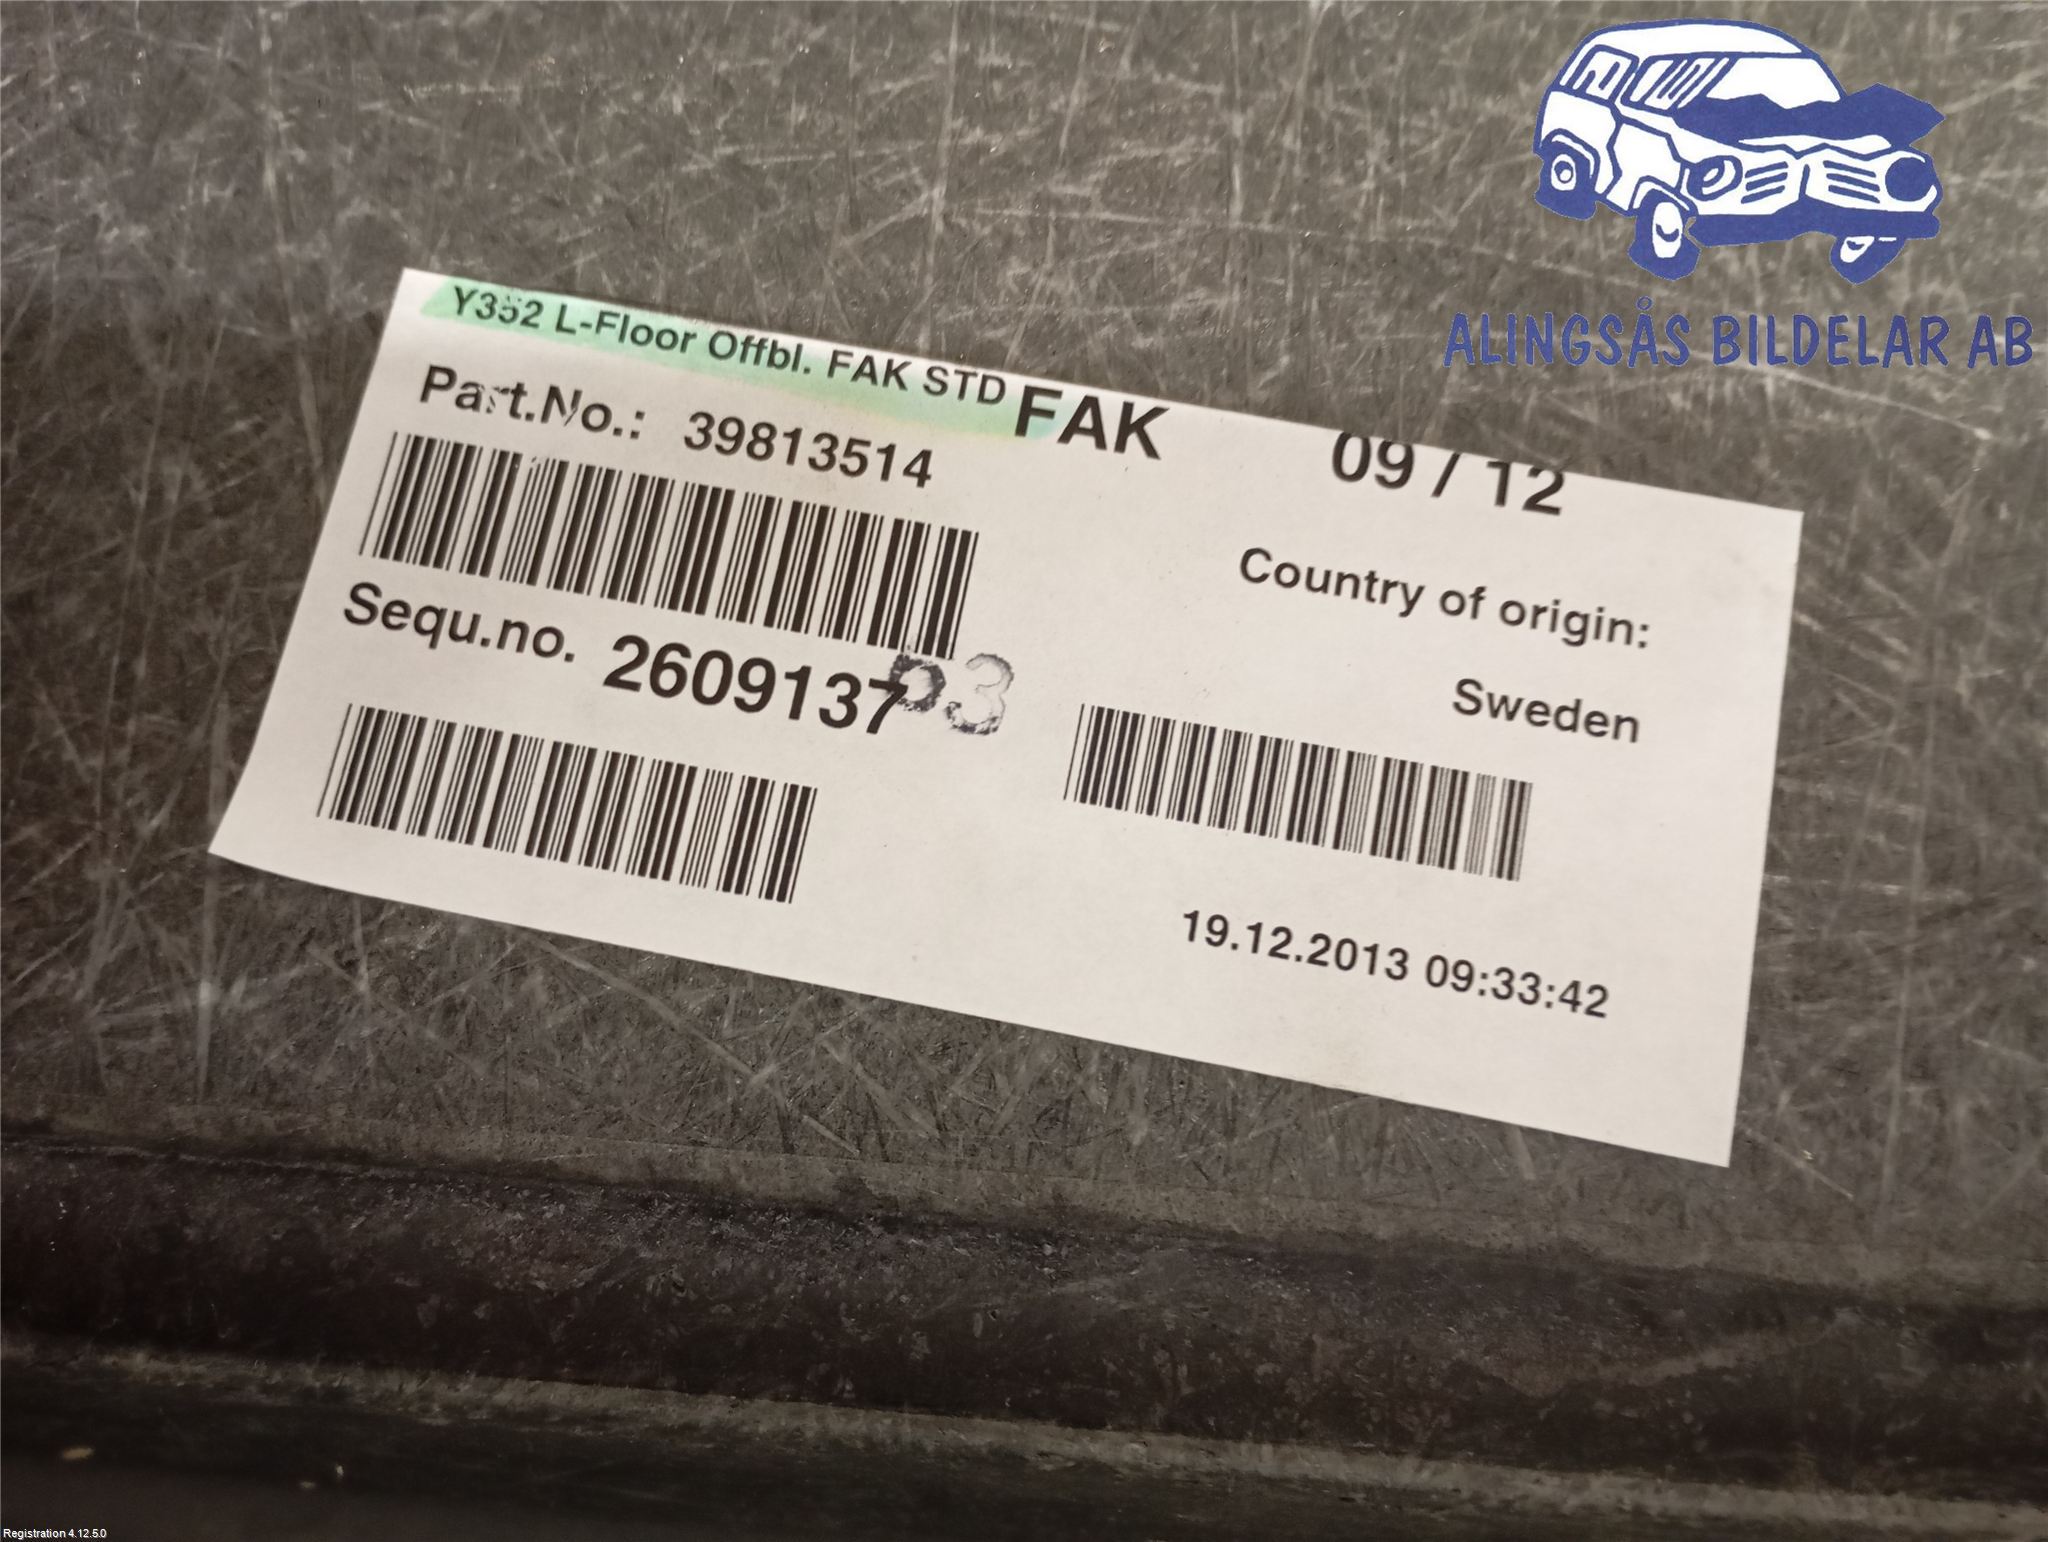 ALINGSÅS BILDELAR AB
Y352 L-Floor Offbl. FAK STD FAK
Part.No.: 39813514
09 / 12
Sequ.no. 2609137
Country of origin:
Sweden
19.12.2013 09:33:42
Registration 4.12.5.0